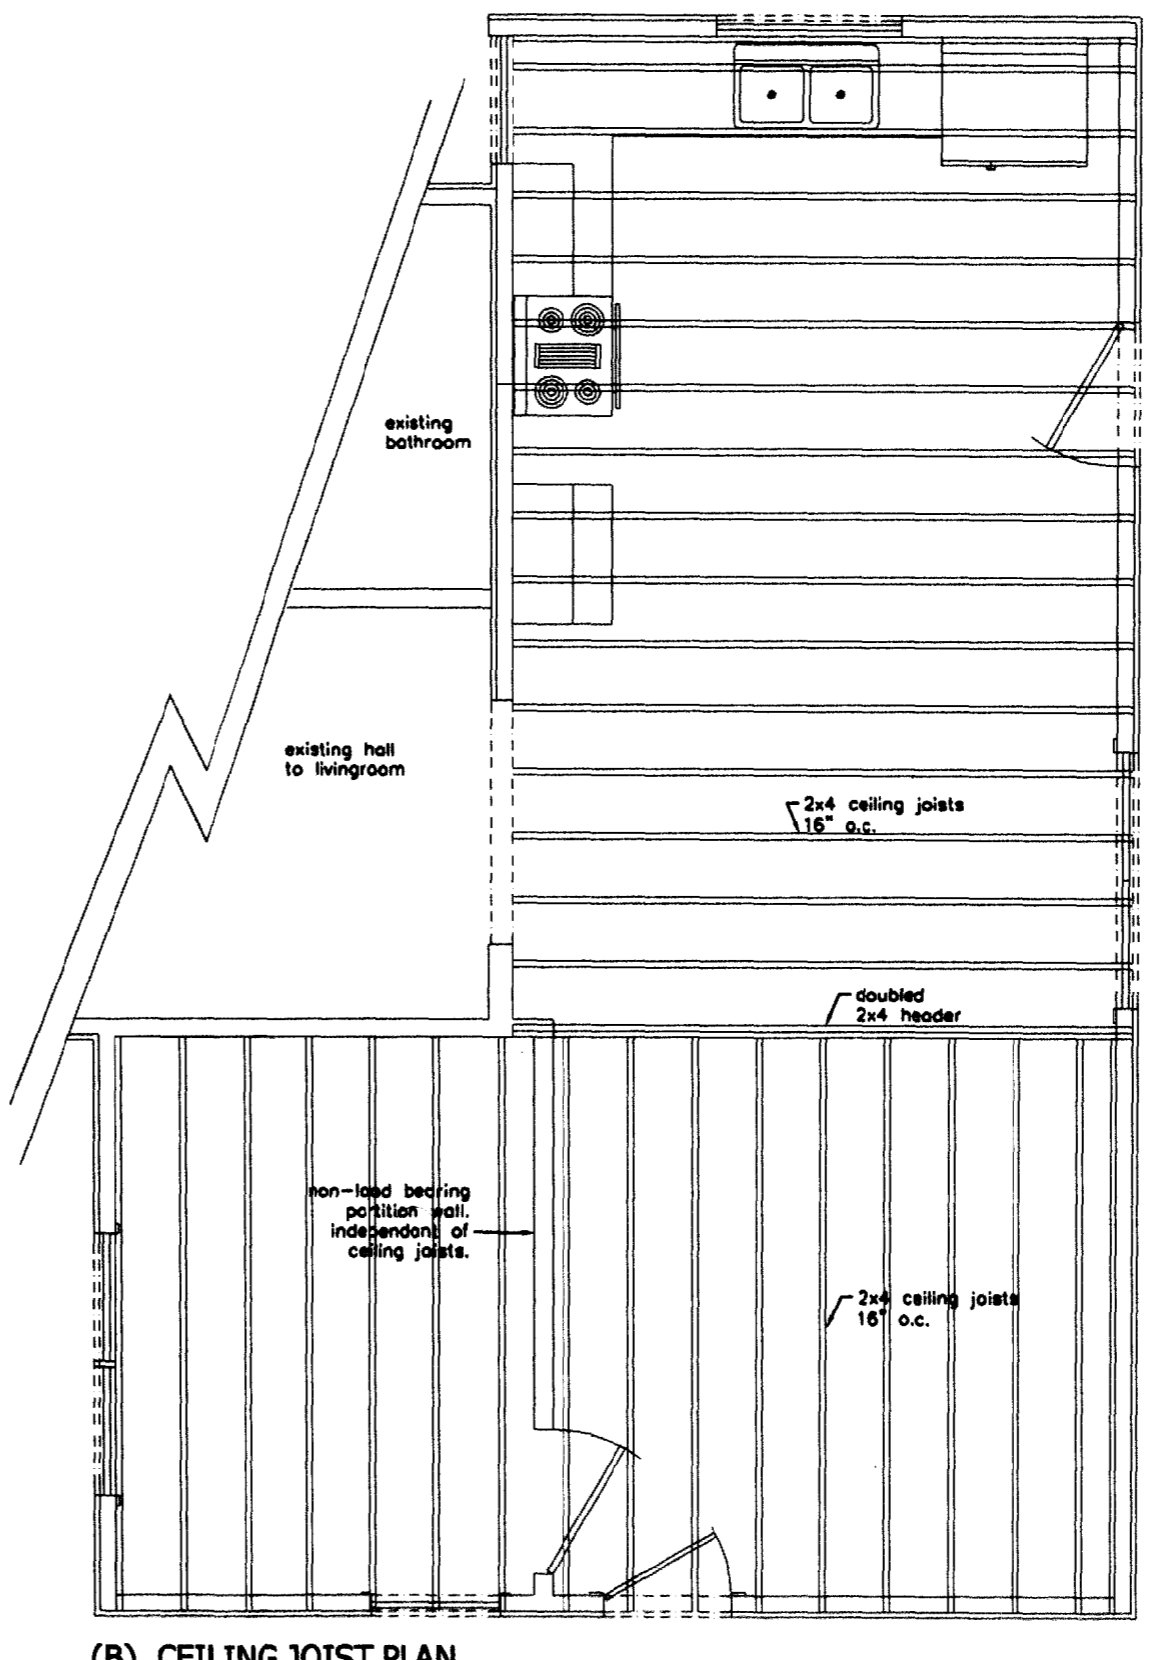 existing
bathroom
existing hall
to livingroom
2x4 ceiling joists
16" o.c.
doubled
2x4 header
non-load bearing
partition wall.
independant of
ceiling joists.
2x4 ceiling joists
16" o.c.
(B) CEILING JOIST PLAN